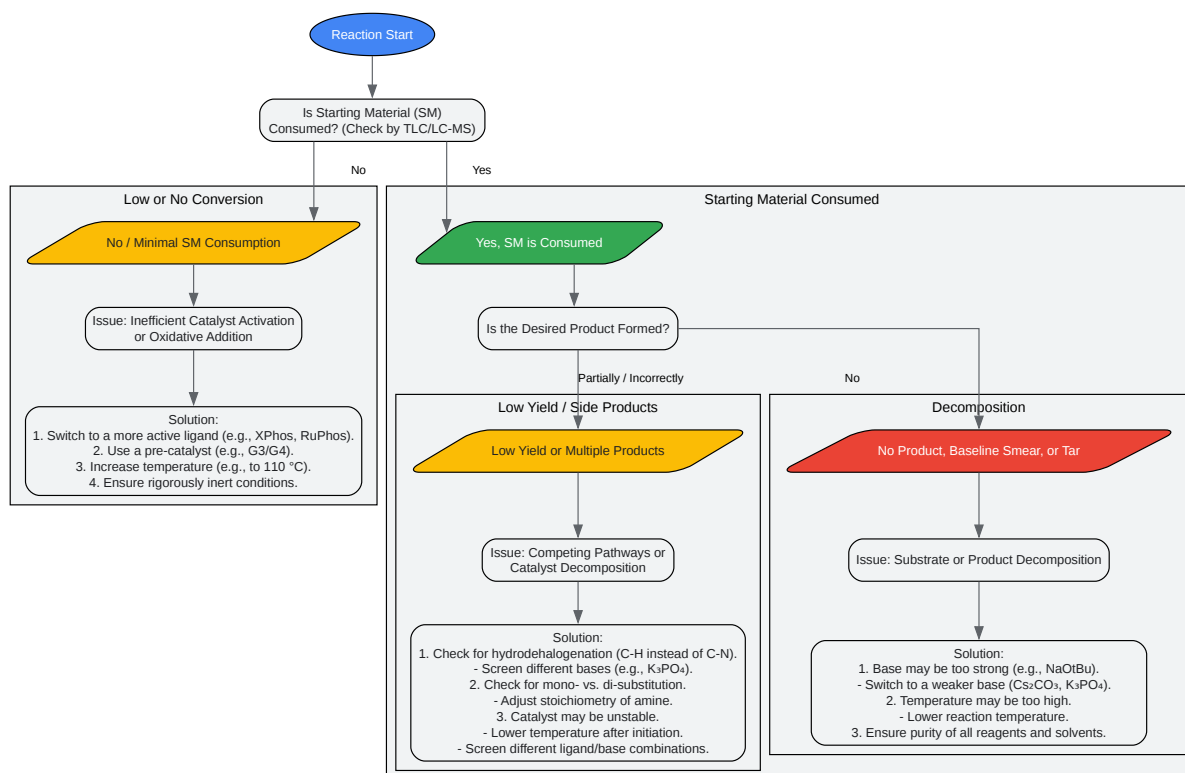 Reaction Start
Is Starting Material (SM)
Consumed? (Check by TLC/LC-MS)
No
Yes
Low or No Conversion
No / Minimal SM Consumption
Issue: Inefficient Catalyst Activation
or Oxidative Addition
Solution:
1. Switch to a more active ligand (e.g., XPhos, RuPhos).
2. Use a pre-catalyst (e.g., G3/G4).
3. Increase temperature (e.g., to 110 °C).
4. Ensure rigorously inert conditions.
Starting Material Consumed
Yes, SM is Consumed
Is the Desired Product Formed?
Partially / Incorrectly
No
Low Yield / Side Products
Low Yield or Multiple Products
Issue: Competing Pathways or
Catalyst Decomposition
Solution:
1. Check for hydrodehalogenation (C-H instead of C-N).
- Screen different bases (e.g., K₃PO₄).
2. Check for mono- vs. di-substitution.
- Adjust stoichiometry of amine.
3. Catalyst may be unstable.
- Lower temperature after initiation.
- Screen different ligand/base combinations.
Decomposition
No Product, Baseline Smear, or Tar
Issue: Substrate or Product Decomposition
Solution:
1. Base may be too strong (e.g., NaOtBu).
- Switch to a weaker base (Cs₂CO₃, K₃PO₄).
2. Temperature may be too high.
- Lower reaction temperature.
3. Ensure purity of all reagents and solvents.